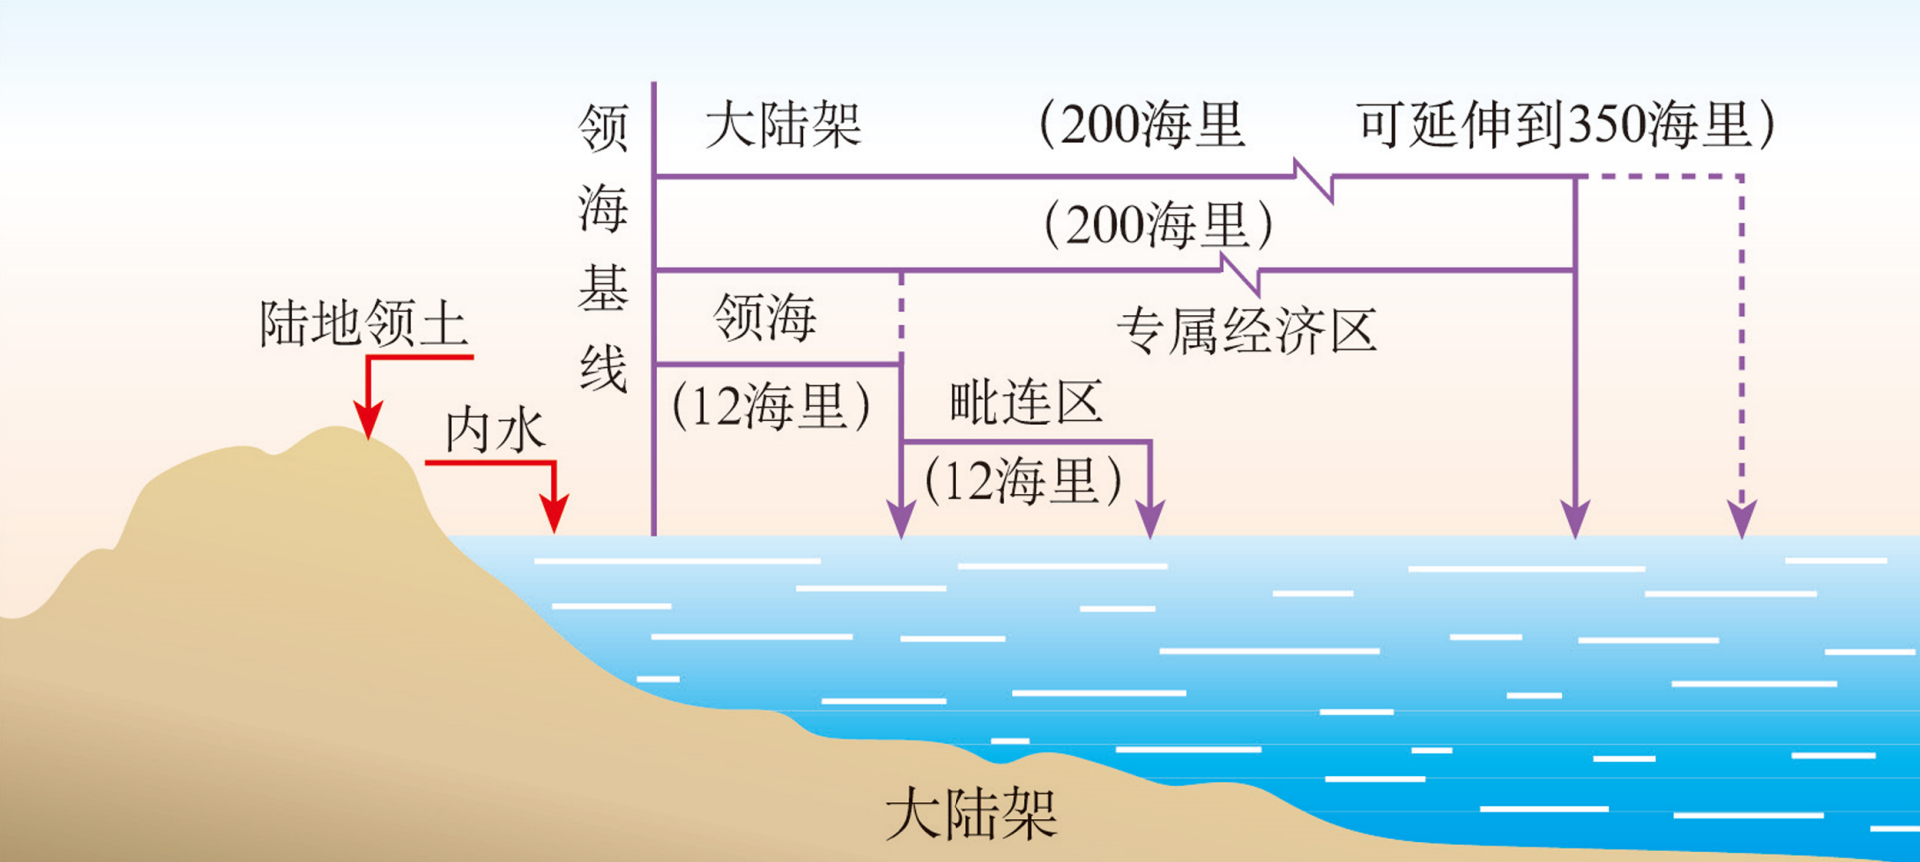 领海基线
大陆架 (200海里 可延伸到350海里)
(200海里)
领海
专属经济区
陆地领土
(12海里)
毗连区
内水
(12海里)
大陆架